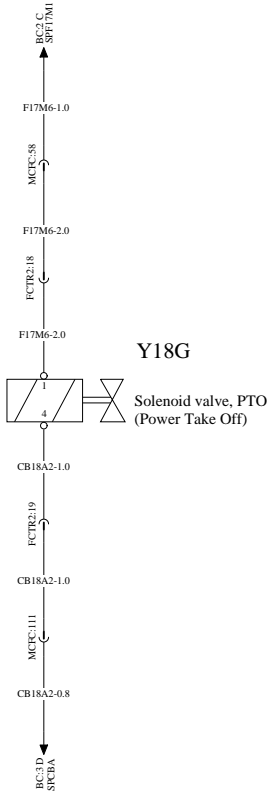 BC:2 C
SPF17M1
F17M6-1.0
MCFC:58
F17M6-2.0
FCTR2:18
F17M6-2.0
Y18G
1
4
Solenoid valve, PTO
(Power Take Off)
CB18A2-1.0
FCTR2:19
CB18A2-1.0
MCFC:111
CB18A2-0.8
BC:3 D
SPCBA